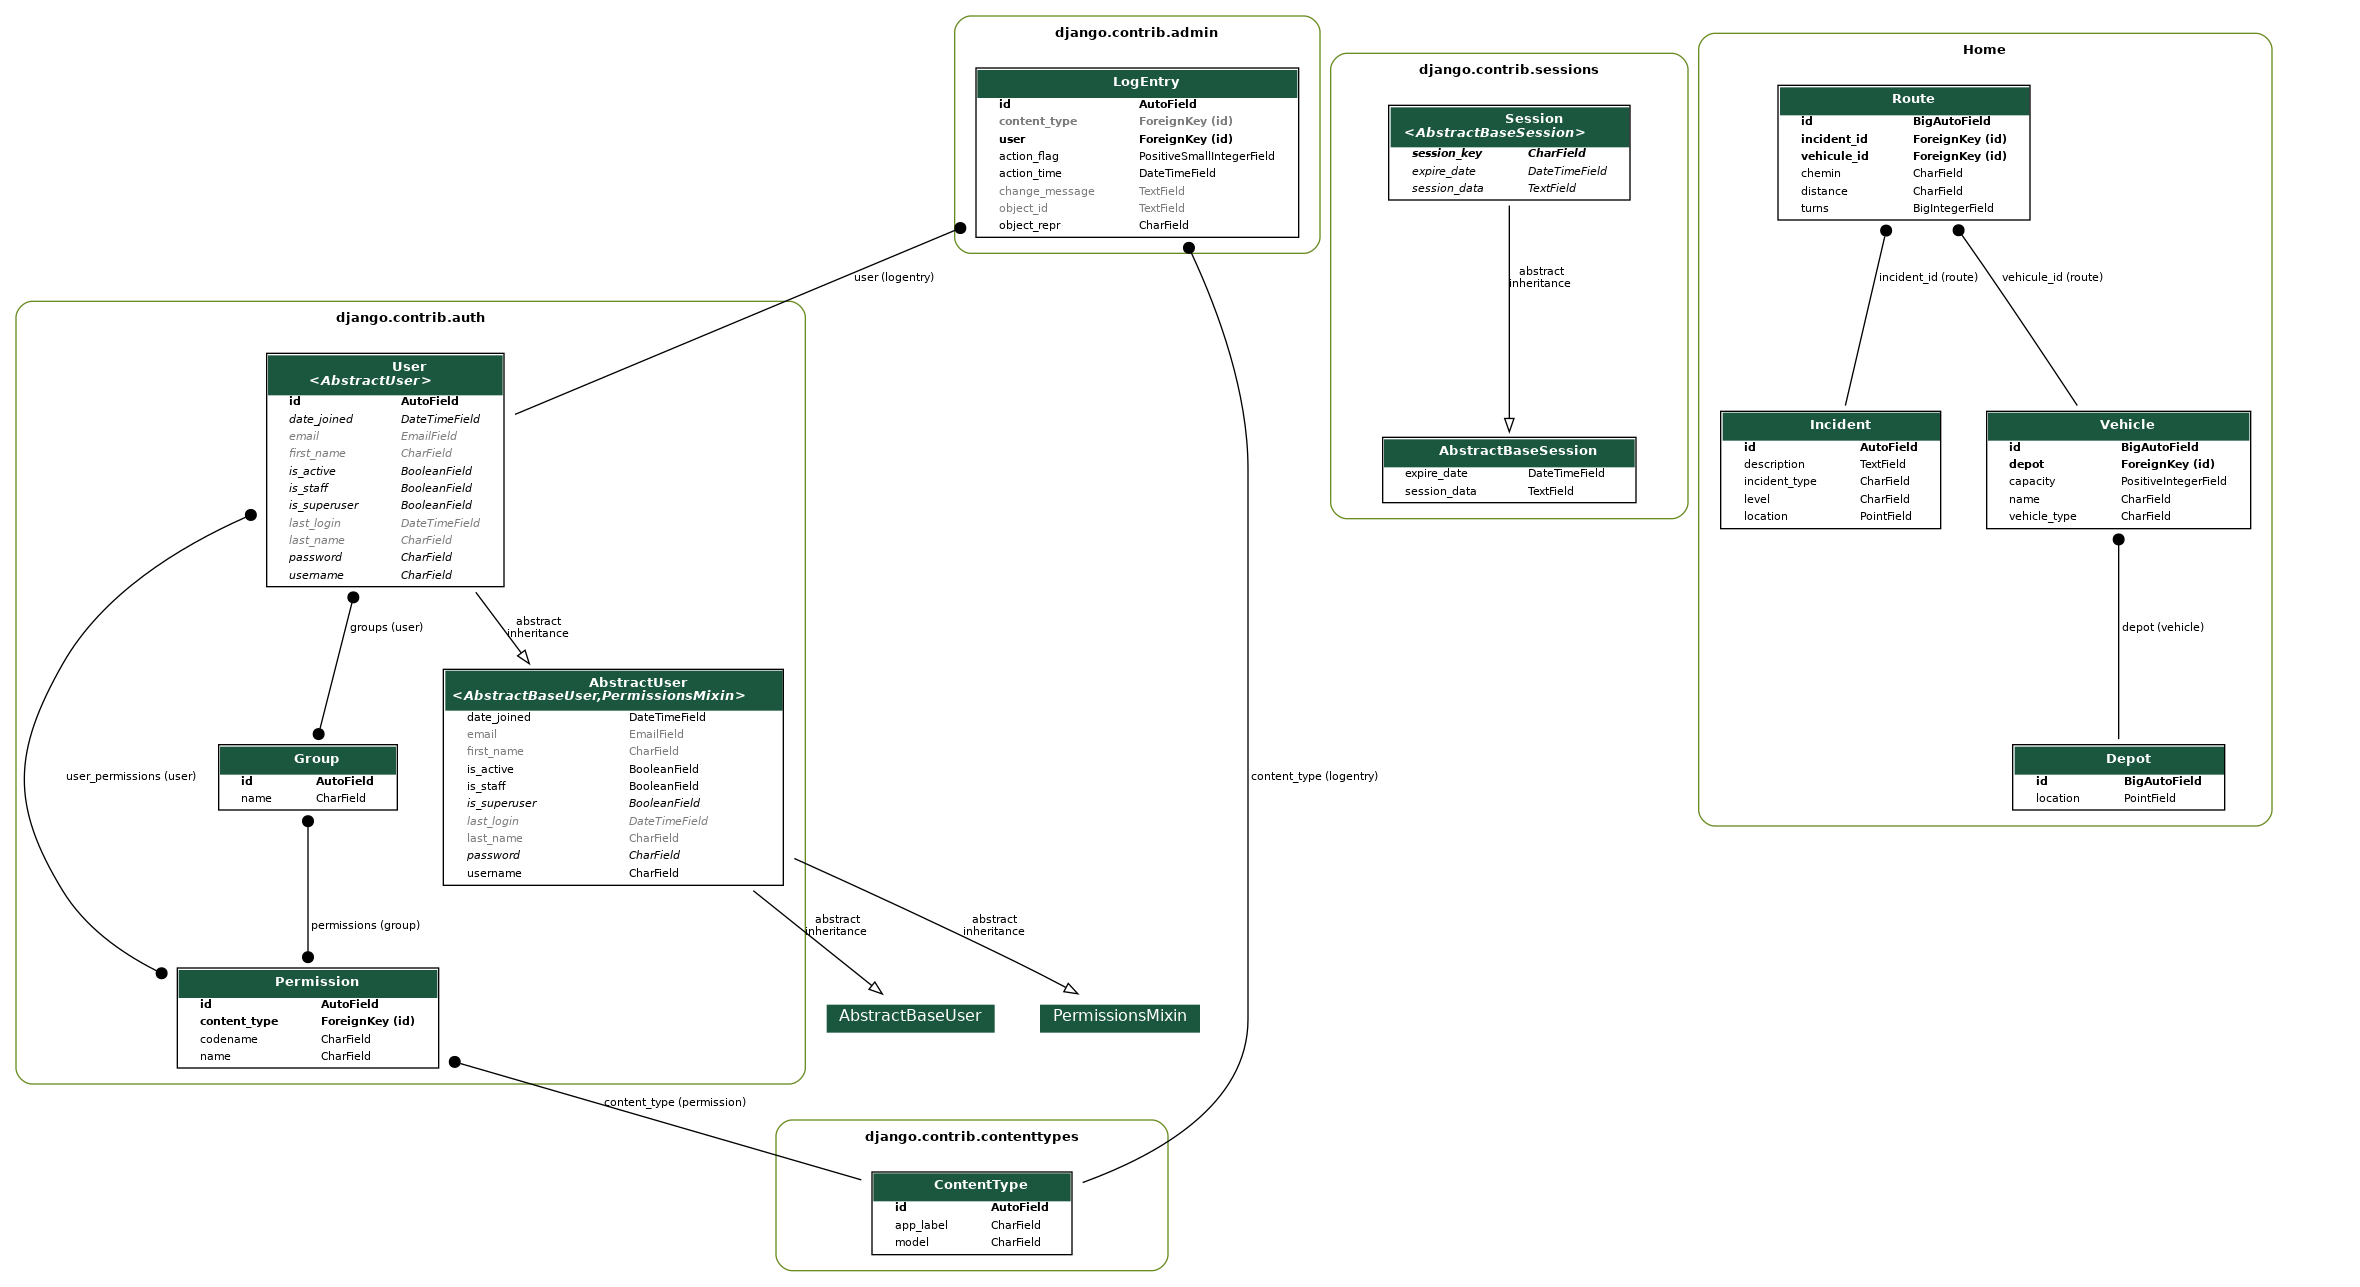 django.contrib.admin
LogEntry
id AutoField
content_type ForeignKey (id)
user ForeignKey (id)
action_flag PositiveSmallIntegerField
action_time DateTimeField
change_message TextField
object_id TextField
object_repr CharField
django.contrib.sessions
Session
<AbstractBaseSession>
session_key CharField
expire_date DateTimeField
session_data TextField
abstract
inheritance
AbstractBaseSession
expire_date DateTimeField
session_data TextField
Home
Route
id BigAutoField
incident_id ForeignKey (id)
vehicule_id ForeignKey (id)
chemin CharField
distance CharField
turns BigIntegerField
incident_id (route)
vehicule_id (route)
Incident
id AutoField
description TextField
incident_type CharField
level CharField
location PointField
Vehicle
id BigAutoField
depot ForeignKey (id)
capacity PositiveIntegerField
name CharField
vehicle_type CharField
depot (vehicle)
Depot
id BigAutoField
location PointField
user (logentry)
django.contrib.auth
User
<AbstractUser>
id AutoField
date_joined DateTimeField
email EmailField
first_name CharField
is_active BooleanField
is_staff BooleanField
is_superuser BooleanField
last_login DateTimeField
last_name CharField
password CharField
username CharField
groups (user)
abstract
inheritance
AbstractUser
<AbstractBaseUser,PermissionsMixin>
date_joined DateTimeField
email EmailField
first_name CharField
is_active BooleanField
is_staff BooleanField
is_superuser BooleanField
last_login DateTimeField
last_name CharField
password CharField
username CharField
user_permissions (user)
Group
id AutoField
name CharField
permissions (group)
Permission
id AutoField
content_type ForeignKey (id)
codename CharField
name CharField
abstract
inheritance
abstract
inheritance
AbstractBaseUser
PermissionsMixin
content_type (logentry)
content_type (permission)
django.contrib.contenttypes
ContentType
id AutoField
app_label CharField
model CharField